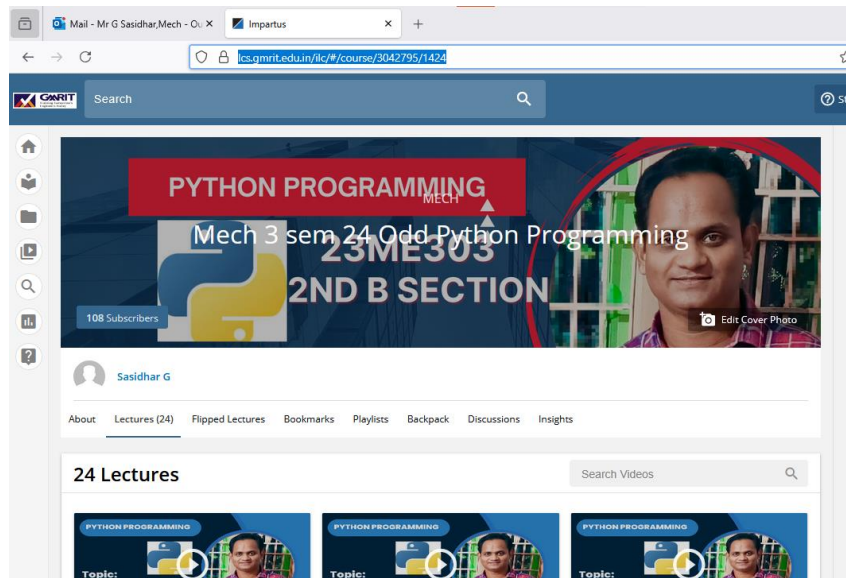 Mail - Mr G Sasidhar,Mech - Ou
Impartus
lcs.gmrit.edu.in/ilc/#/course/3042795/1424
GMRIT
Search
PYTHON PROGRAMMING
MECH
Mech 3 sem 24 Odd Python Programming
23ME303
2ND B SECTION
108 Subscribers
Edit Cover Photo
Sasidhar G
About Lectures (24) Flipped Lectures Bookmarks Playlists Backpack Discussions Insights
24 Lectures
Search Videos
PYTHON PROGRAMMING PYTHON PROGRAMMING PYTHON PROGRAMMING
Topic: Topic: Topic: